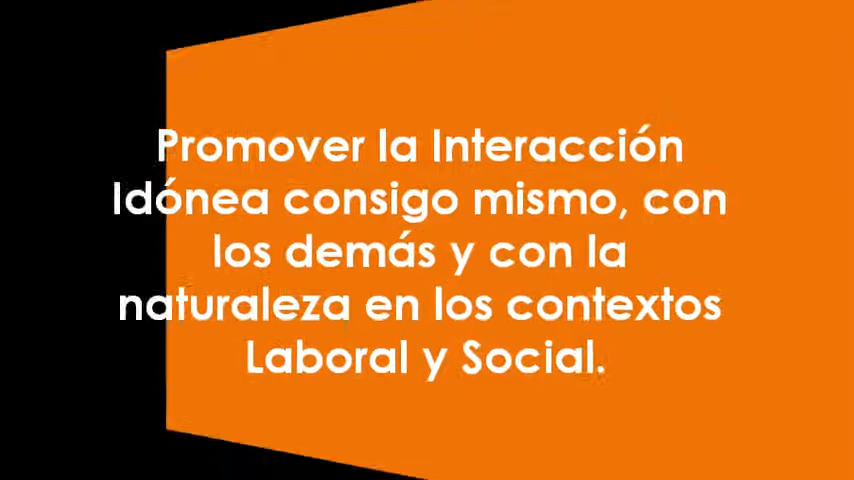 Promover la Interacción
Idónea consigo mismo, con
los demás y con la
naturaleza en los contextos
Laboral y Social.